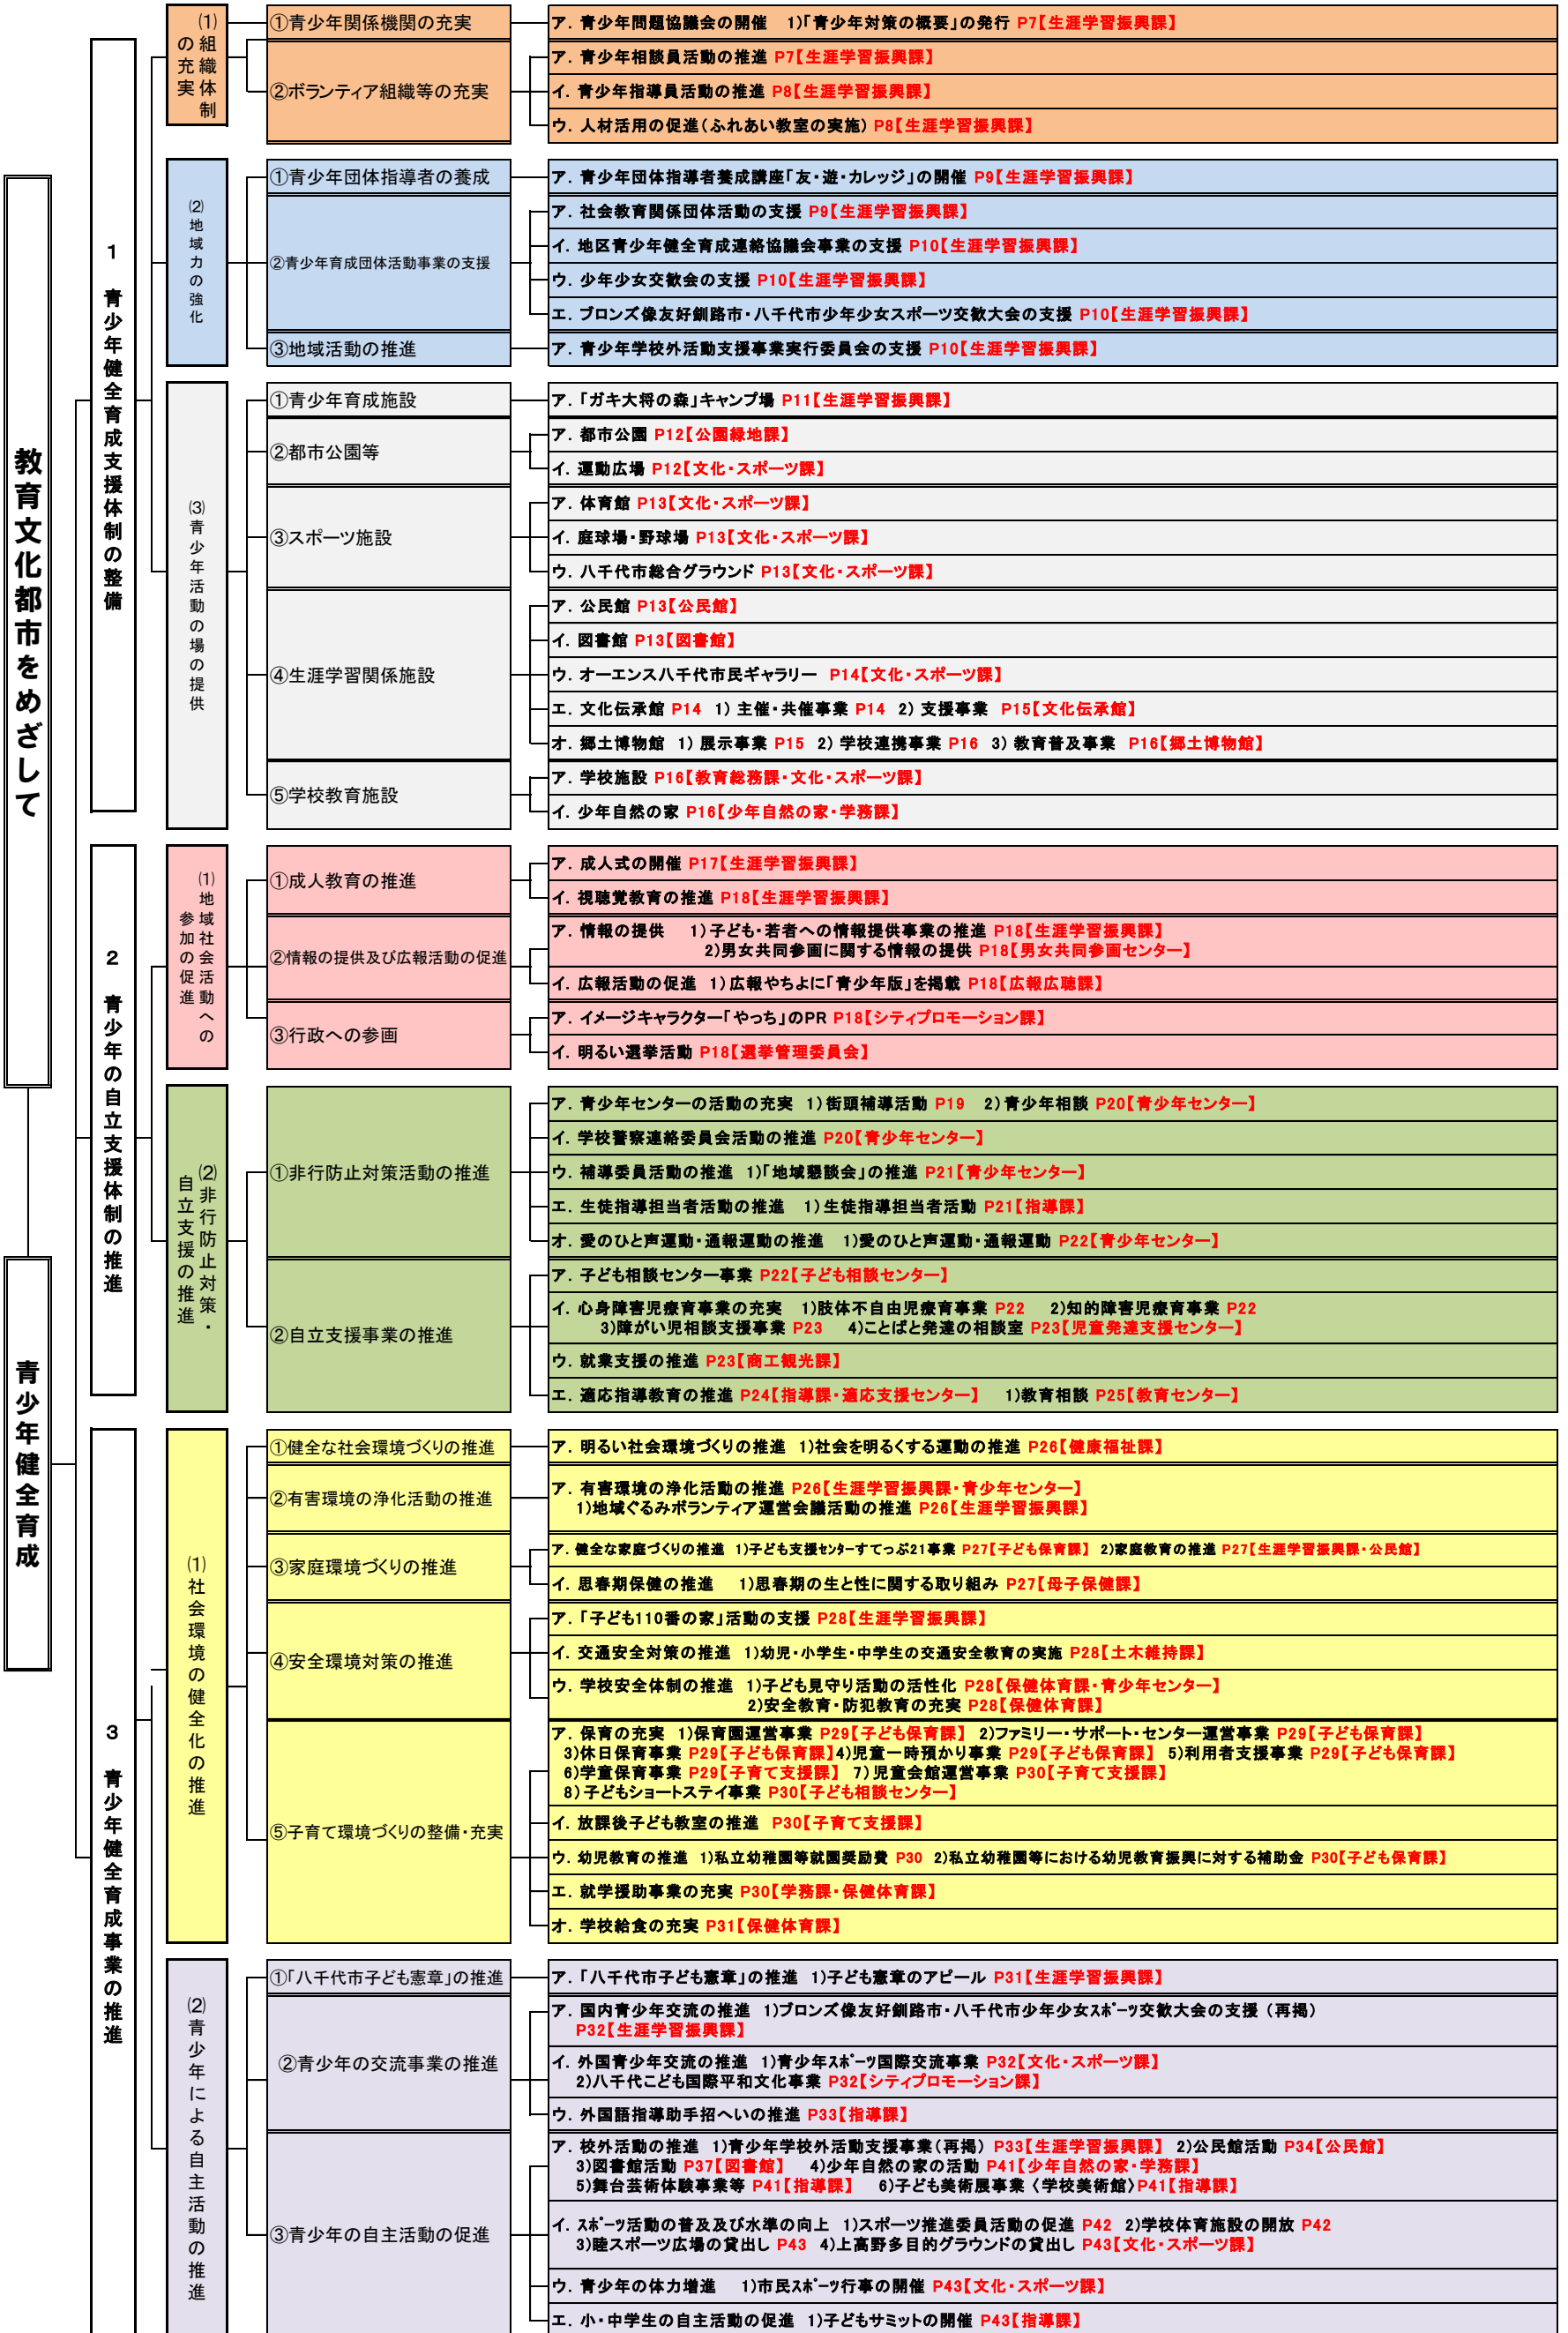 教育文化都市をめざして
青少年健全育成
1 青少年健全育成支援体制の整備
⑴組織体制
の充実
①青少年関係機関の充実
ア．青少年問題協議会の開催 1)「青少年対策の概要」の発行 P7【生涯学習振興課】
②ボランティア組織等の充実
ア．青少年相談員活動の推進 P7【生涯学習振興課】
イ．青少年指導員活動の推進 P8【生涯学習振興課】
ウ．人材活用の促進（ふれあい教室の実施） P8【生涯学習振興課】
⑵地域力の強化
①青少年団体指導者の養成
ア．青少年団体指導者養成講座「友・遊・カレッジ」の開催 P9【生涯学習振興課】
②青少年育成団体活動事業の支援
ア．社会教育関係団体活動の支援 P9【生涯学習振興課】
イ．地区青少年健全育成連絡協議会事業の支援 P10【生涯学習振興課】
ウ．少年少女交歓会の支援 P10【生涯学習振興課】
エ．ブロンズ像友好釧路市・八千代市少年少女スポーツ交歓大会の支援 P10【生涯学習振興課】
③地域活動の推進
ア．青少年学校外活動支援事業実行委員会の支援 P10【生涯学習振興課】
⑶青少年活動の場の提供
①青少年育成施設
ア．「ガキ大将の森」キャンプ場 P11【生涯学習振興課】
②都市公園等
ア．都市公園 P12【公園緑地課】
イ．運動広場 P12【文化・スポーツ課】
③スポーツ施設
ア．体育館 P13【文化・スポーツ課】
イ．庭球場・野球場 P13【文化・スポーツ課】
ウ．八千代市総合グラウンド P13【文化・スポーツ課】
④生涯学習関係施設
ア．公民館 P13【公民館】
イ．図書館 P13【図書館】
ウ．オーエンス八千代市民ギャラリー P14【文化・スポーツ課】
エ．文化伝承館 P14 1) 主催・共催事業 P14 2) 支援事業 P15【文化伝承館】
オ．郷土博物館 1) 展示事業 P15 2) 学校連携事業 P16 3) 教育普及事業 P16【郷土博物館】
⑤学校教育施設
ア．学校施設 P16【教育総務課・文化・スポーツ課】
イ．少年自然の家 P16【少年自然の家・学務課】
2 青少年の自立支援体制の推進
⑴地域社会活動への
参加の促進
①成人教育の推進
ア．成人式の開催 P17【生涯学習振興課】
イ．視聴覚教育の推進 P18【生涯学習振興課】
②情報の提供及び広報活動の促進
ア．情報の提供 1)子ども・若者への情報提供事業の推進 P18【生涯学習振興課】
2)男女共同参画に関する情報の提供 P18【男女共同参画センター】
イ．広報活動の促進 1)広報やちよに「青少年版」を掲載 P18【広報広聴課】
③行政への参画
ア．イメージキャラクター「やっち」のPR P18【シティプロモーション課】
イ．明るい選挙活動 P18【選挙管理委員会】
⑵非行防止対策・
自立支援の推進
①非行防止対策活動の推進
ア．青少年センターの活動の充実 1)街頭補導活動 P19 2)青少年相談 P20【青少年センター】
イ．学校警察連絡委員会活動の推進 P20【青少年センター】
ウ．補導委員活動の推進 1)「地域懇談会」の推進 P21【青少年センター】
エ．生徒指導担当者活動の推進 1)生徒指導担当者活動 P21【指導課】
オ．愛のひと声運動・通報運動の推進 1)愛のひと声運動・通報運動 P22【青少年センター】
②自立支援事業の推進
ア．子ども相談センター事業 P22【子ども相談センター】
イ．心身障害児療育事業の充実 1)肢体不自由児療育事業 P22 2)知的障害児療育事業 P22
3)障がい児相談支援事業 P23 4)ことばと発達の相談室 P23【児童発達支援センター】
ウ．就業支援の推進 P23【商工観光課】
エ．適応指導教育の推進 P24【指導課・適応支援センター】 1)教育相談 P25【教育センター】
3 青少年健全育成事業の推進
⑴社会環境の健全化の推進
①健全な社会環境づくりの推進
ア．明るい社会環境づくりの推進 1)社会を明るくする運動の推進 P26【健康福祉課】
②有害環境の浄化活動の推進
ア．有害環境の浄化活動の推進 P26【生涯学習振興課・青少年センター】
1)地域ぐるみボランティア運営会議活動の推進 P26【生涯学習振興課】
③家庭環境づくりの推進
ア．健全な家庭づくりの推進 1)子ども支援ｾﾝﾀｰすてっぷ21事業 P27【子ども保育課】 2)家庭教育の推進 P27【生涯学習振興課・公民館】
イ．思春期保健の推進 1)思春期の生と性に関する取り組み P27【母子保健課】
④安全環境対策の推進
ア．「子ども110番の家」活動の支援 P28【生涯学習振興課】
イ．交通安全対策の推進 1)幼児・小学生・中学生の交通安全教育の実施 P28【土木維持課】
ウ．学校安全体制の推進 1)子ども見守り活動の活性化 P28【保健体育課・青少年センター】
2)安全教育・防犯教育の充実 P28【保健体育課】
⑤子育て環境づくりの整備・充実
ア．保育の充実 1)保育園運営事業 P29【子ども保育課】 2)ファミリー・サポート・センター運営事業 P29【子ども保育課】
3)休日保育事業 P29【子ども保育課】4)児童一時預かり事業 P29【子ども保育課】 5)利用者支援事業 P29【子ども保育課】
6)学童保育事業 P29【子育て支援課】 7)児童会館運営事業 P30【子育て支援課】
8)子どもショートステイ事業 P30【子ども相談センター】
イ．放課後子ども教室の推進 P30【子育て支援課】
ウ．幼児教育の推進 1)私立幼稚園等就園奨励費 P30 2)私立幼稚園等における幼児教育振興に対する補助金 P30【子ども保育課】
エ．就学援助事業の充実 P30【学務課・保健体育課】
オ．学校給食の充実 P31【保健体育課】
⑵青少年による自主活動の推進
①「八千代市子ども憲章」の推進
ア．「八千代市子ども憲章」の推進 1)子ども憲章のアピール P31【生涯学習振興課】
②青少年の交流事業の推進
ア．国内青少年交流の推進 1)ブロンズ像友好釧路市・八千代市少年少女ｽﾎﾟｰﾂ交歓大会の支援（再掲）
P32【生涯学習振興課】
イ．外国青少年交流の推進 1)青少年ｽﾎﾟｰﾂ国際交流事業 P32【文化・スポーツ課】
2)八千代こども国際平和文化事業 P32【シティプロモーション課】
ウ．外国語指導助手招へいの推進 P33【指導課】
③青少年の自主活動の促進
ア．校外活動の推進 1)青少年学校外活動支援事業（再掲） P33【生涯学習振興課】 2)公民館活動 P34【公民館】
3)図書館活動 P37【図書館】 4)少年自然の家の活動 P41【少年自然の家・学務課】
5)舞台芸術体験事業等 P41【指導課】 6)子ども美術展事業〈学校美術館〉P41【指導課】
イ．ｽﾎﾟｰﾂ活動の普及及び水準の向上 1)スポーツ推進委員活動の促進 P42 2)学校体育施設の開放 P42
3)睦スポーツ広場の貸出し P43 4)上高野多目的グラウンドの貸出し P43【文化・スポーツ課】
ウ．青少年の体力増進 1)市民ｽﾎﾟｰﾂ行事の開催 P43【文化・スポーツ課】
エ．小・中学生の自主活動の促進 1)子どもサミットの開催 P43【指導課】